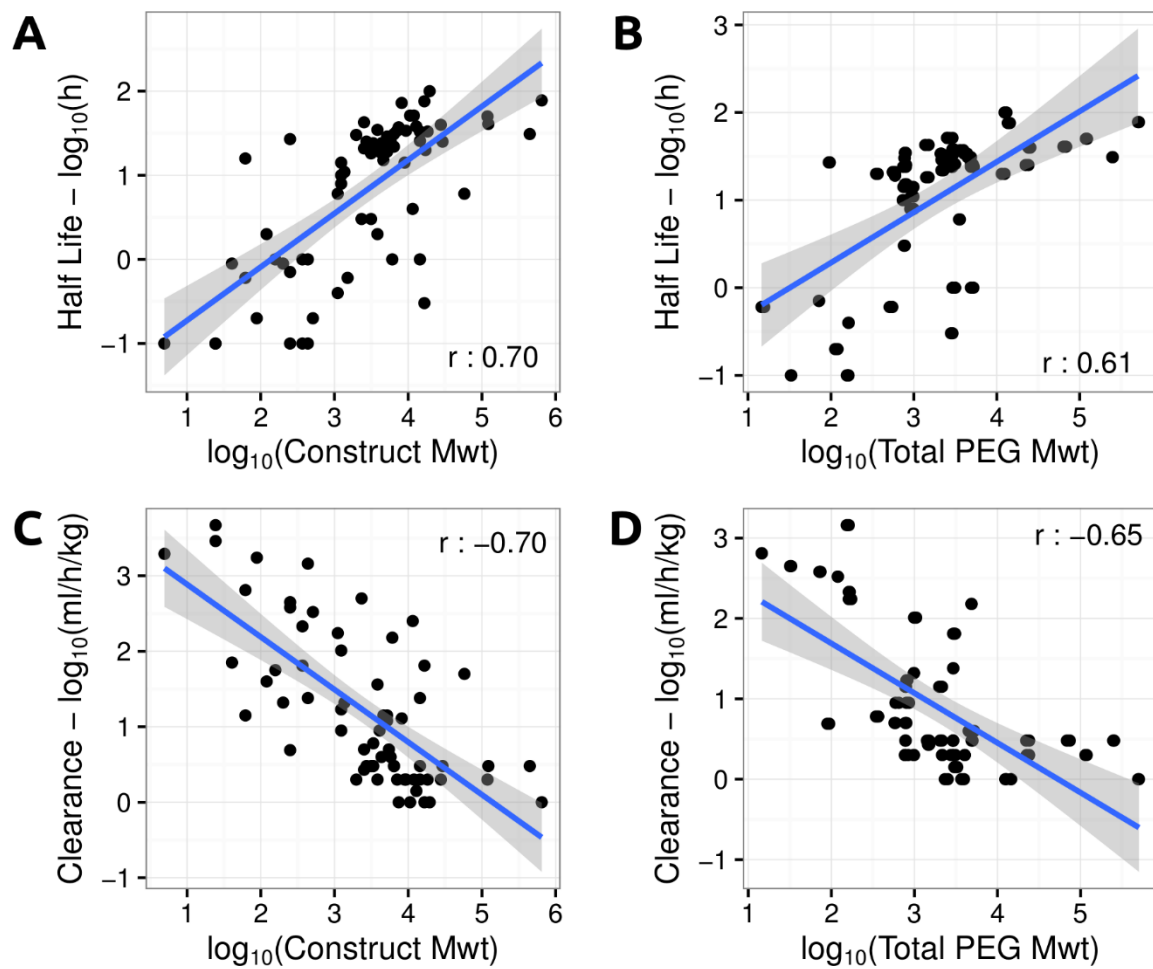 A
Half Life − log10(h)
2
1
0
−1
r : 0.70
1 2 3 4 5 6
log10(Construct Mwt)
B
Half Life − log10(h)
3
2
1
0
−1
r : 0.61
1 2 3 4 5
log10(Total PEG Mwt)
C
Clearance − log10(ml/h/kg)
3
2
1
0
−1
r : −0.70
1 2 3 4 5 6
log10(Construct Mwt)
D
Clearance − log10(ml/h/kg)
3
2
1
0
−1
r : −0.65
1 2 3 4 5
log10(Total PEG Mwt)